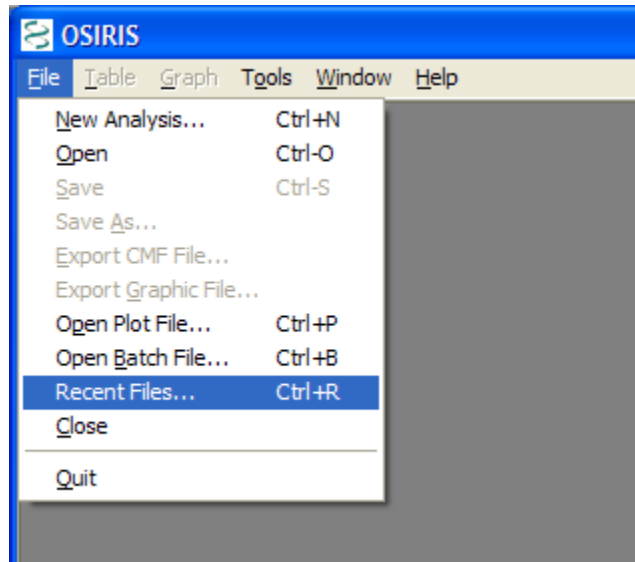 OSIRIS
File Table Graph Tools Window Help
New Analysis... Ctrl+N
Open Ctrl-O
Save Ctrl-S
Save As...
Export CMF File...
Export Graphic File...
Open Plot File... Ctrl+P
Open Batch File... Ctrl+B
Recent Files... Ctrl+R
Close
Quit